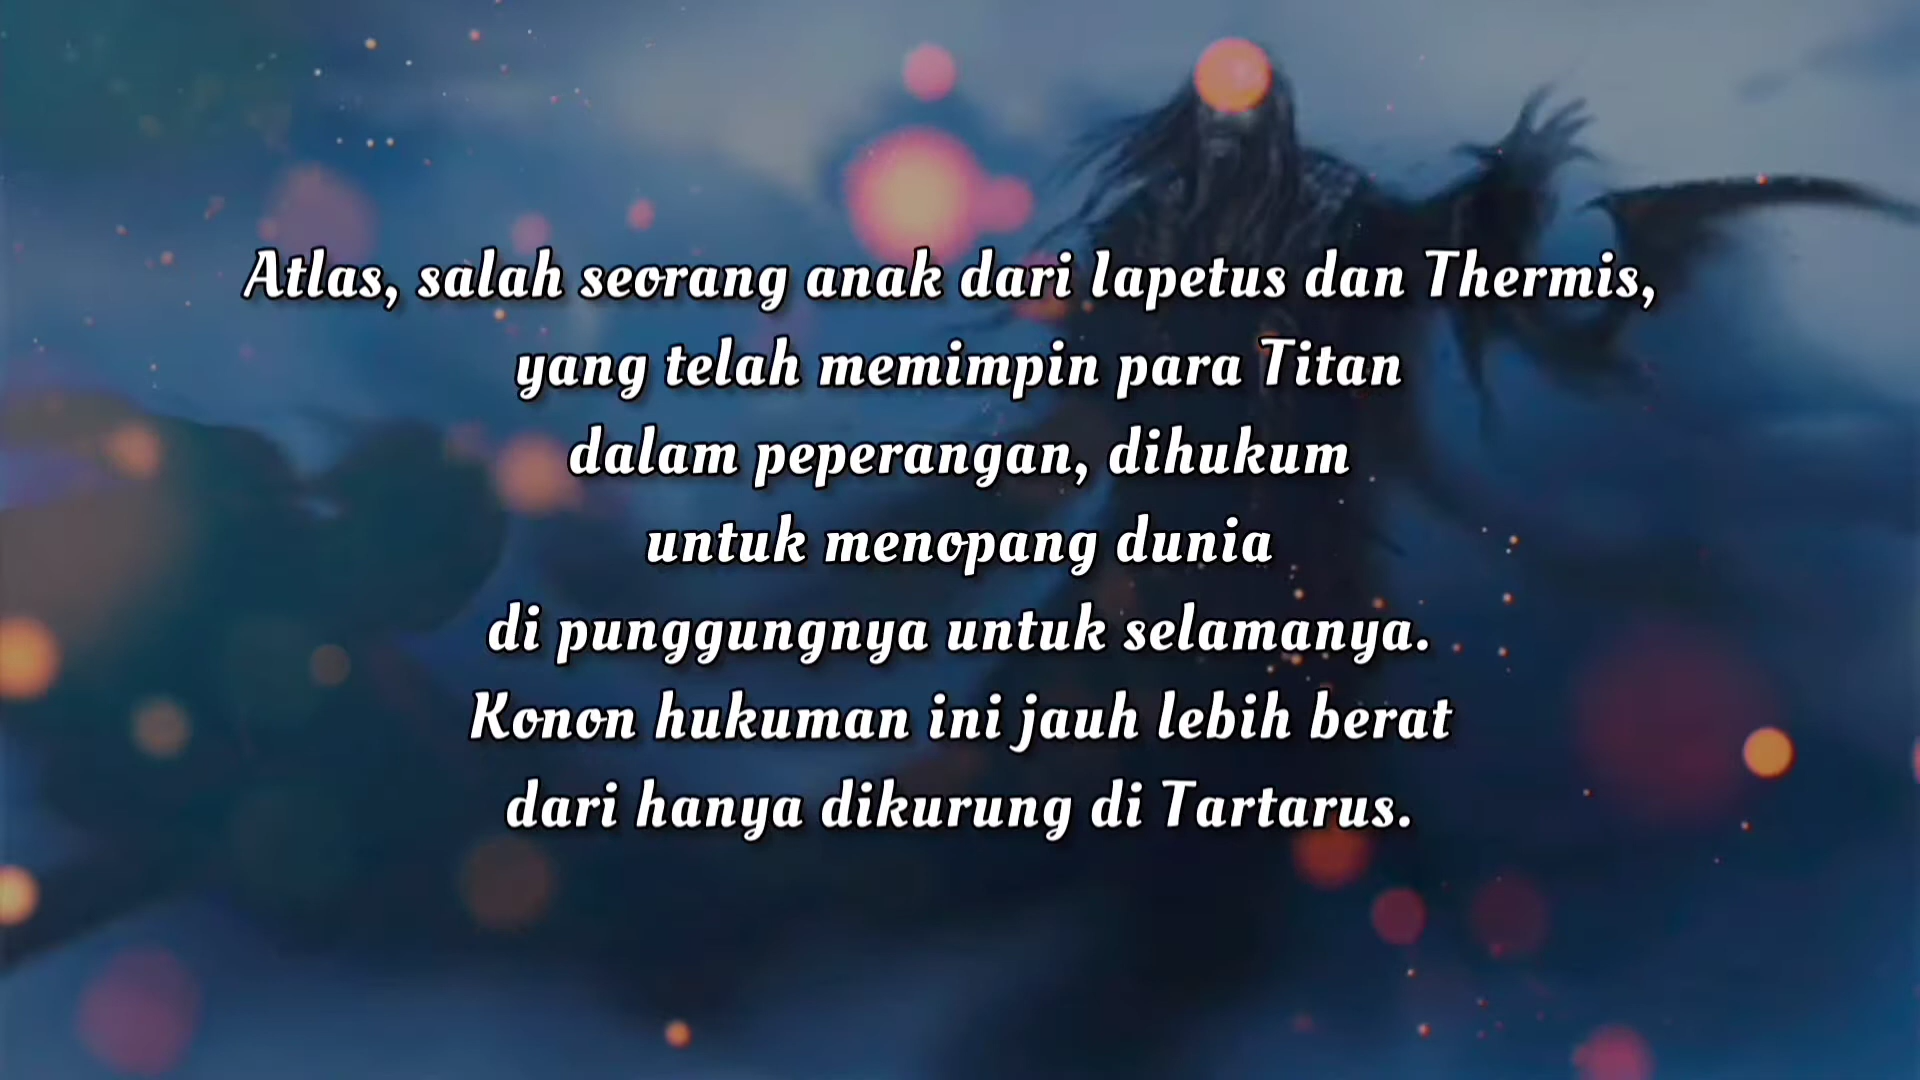 Atlas, salah seorang anak dari Iapetus dan Thermis,
yang telah memimpin para Titan
dalam peperangan, dihukum
untuk menopang dunia
di punggungnya untuk selamanya.
Konon hukuman ini jauh lebih berat
dari hanya dikurung di Tartarus.